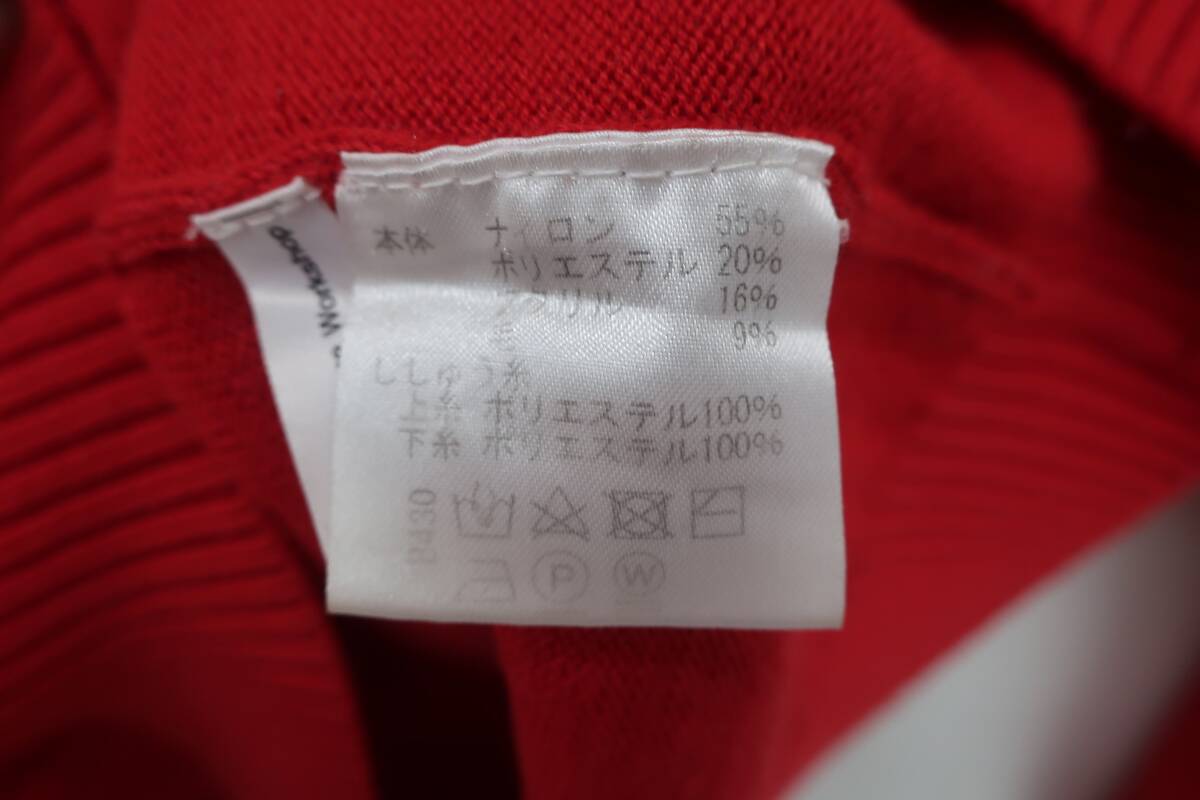 本体 ナイロン 55%
ポリエステル 20%
アクリル 16%
9%
ししゅう糸
上糸 ポリエステル100%
下糸 ポリエステル100%
B430
P
W
Workshop